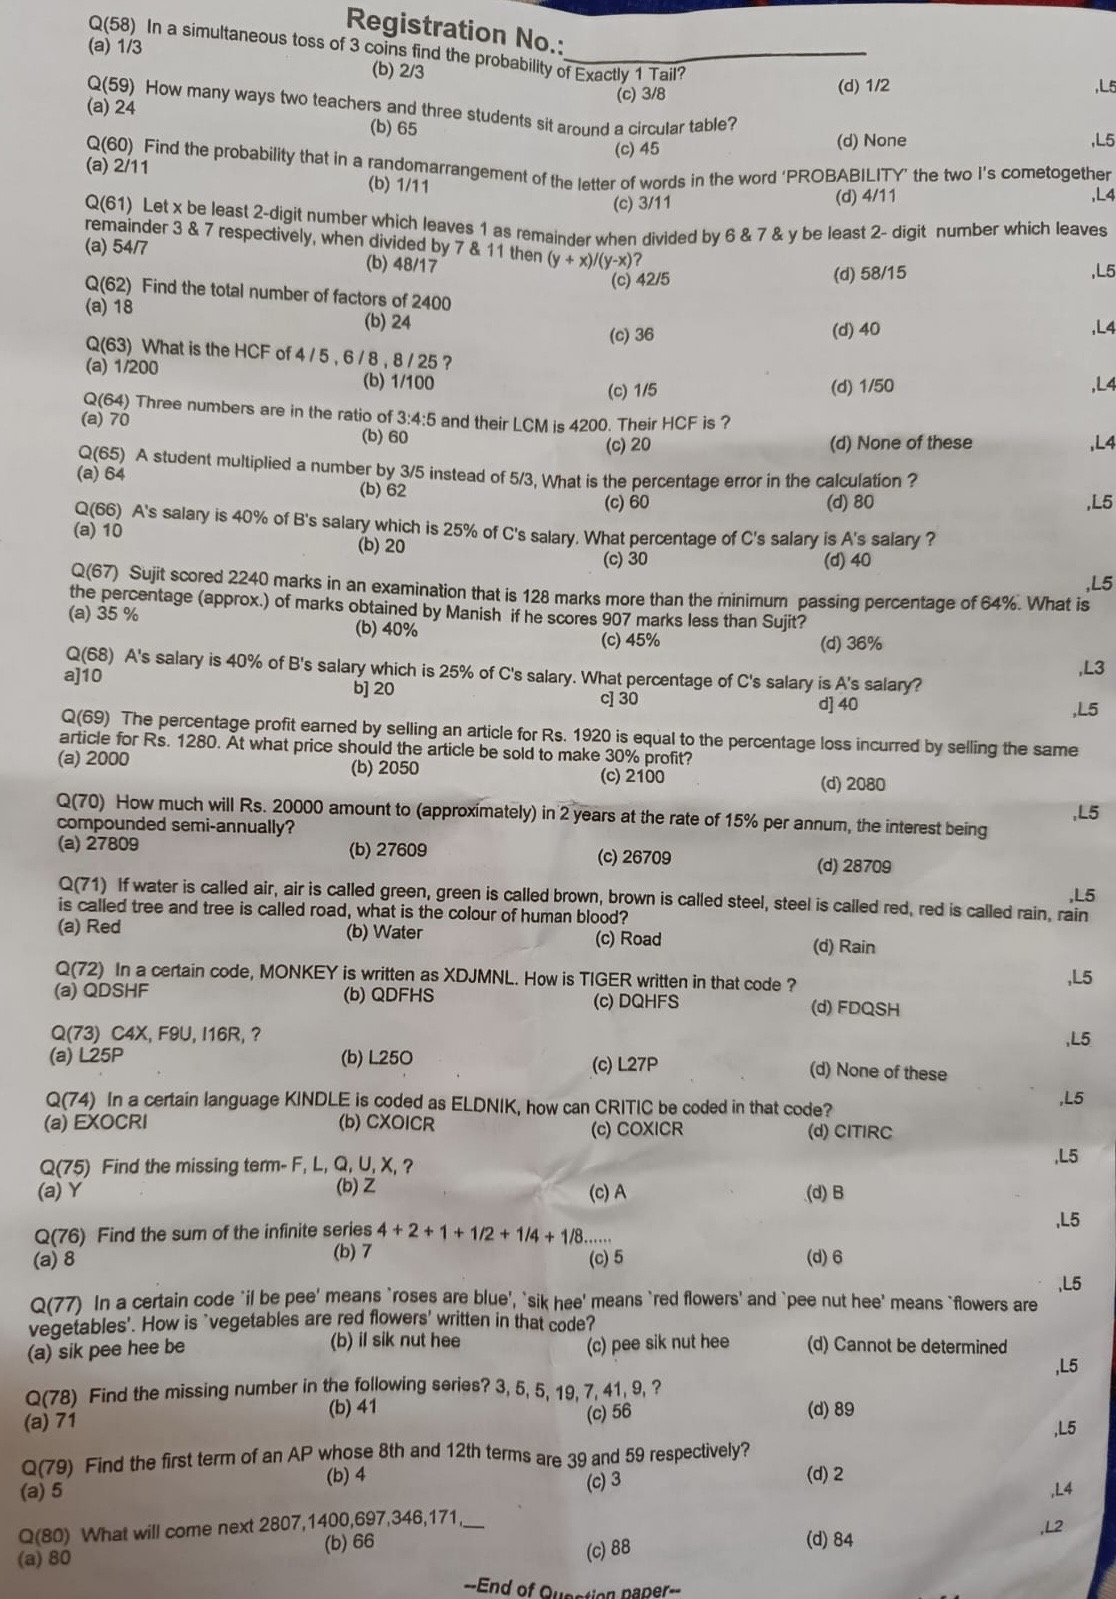 Registration No.:
Q(58) In a simultaneous toss of 3 coins find the probability of Exactly 1 Tail?
(a) 1/3 (b) 2/3 (c) 3/8 (d) 1/2 ,L5
Q(59) How many ways two teachers and three students sit around a circular table?
(a) 24 (b) 65 (c) 45 (d) None ,L5
Q(60) Find the probability that in a randomarrangement of the letter of words in the word ‘PROBABILITY’ the two I's cometogether
(a) 2/11 (b) 1/11 (c) 3/11 (d) 4/11 ,L4
Q(61) Let x be least 2-digit number which leaves 1 as remainder when divided by 6 & 7 & y be least 2- digit number which leaves
remainder 3 & 7 respectively, when divided by 7 & 11 then (y + x)/(y-x)?
(a) 54/7 (b) 48/17 (c) 42/5 (d) 58/15 ,L5
Q(62) Find the total number of factors of 2400
(a) 18 (b) 24 (c) 36 (d) 40 ,L4
Q(63) What is the HCF of 4 / 5 , 6 / 8 , 8 / 25 ?
(a) 1/200 (b) 1/100 (c) 1/5 (d) 1/50 ,L4
Q(64) Three numbers are in the ratio of 3:4:5 and their LCM is 4200. Their HCF is ?
(a) 70 (b) 60 (c) 20 (d) None of these ,L4
Q(65) A student multiplied a number by 3/5 instead of 5/3, What is the percentage error in the calculation ?
(a) 64 (b) 62 (c) 60 (d) 80 ,L5
Q(66) A's salary is 40% of B's salary which is 25% of C's salary. What percentage of C's salary is A's salary ?
(a) 10 (b) 20 (c) 30 (d) 40 ,L5
Q(67) Sujit scored 2240 marks in an examination that is 128 marks more than the minimum passing percentage of 64%. What is
the percentage (approx.) of marks obtained by Manish if he scores 907 marks less than Sujit?
(a) 35 % (b) 40% (c) 45% (d) 36% ,L3
Q(68) A's salary is 40% of B's salary which is 25% of C's salary. What percentage of C's salary is A's salary?
a]10 b] 20 c] 30 d] 40 ,L5
Q(69) The percentage profit earned by selling an article for Rs. 1920 is equal to the percentage loss incurred by selling the same
article for Rs. 1280. At what price should the article be sold to make 30% profit?
(a) 2000 (b) 2050 (c) 2100 (d) 2080 ,L5
Q(70) How much will Rs. 20000 amount to (approximately) in 2 years at the rate of 15% per annum, the interest being
compounded semi-annually?
(a) 27809 (b) 27609 (c) 26709 (d) 28709 ,L5
Q(71) If water is called air, air is called green, green is called brown, brown is called steel, steel is called red, red is called rain, rain
is called tree and tree is called road, what is the colour of human blood?
(a) Red (b) Water (c) Road (d) Rain ,L5
Q(72) In a certain code, MONKEY is written as XDJMNL. How is TIGER written in that code ?
(a) QDSHF (b) QDFHS (c) DQHFS (d) FDQSH ,L5
Q(73) C4X, F9U, I16R, ?
(a) L25P (b) L25O (c) L27P (d) None of these ,L5
Q(74) In a certain language KINDLE is coded as ELDNIK, how can CRITIC be coded in that code?
(a) EXOCRI (b) CXOICR (c) COXICR (d) CITIRC ,L5
Q(75) Find the missing term- F, L, Q, U, X, ?
(a) Y (b) Z (c) A (d) B ,L5
Q(76) Find the sum of the infinite series 4 + 2 + 1 + 1/2 + 1/4 + 1/8......
(a) 8 (b) 7 (c) 5 (d) 6 ,L5
Q(77) In a certain code `il be pee' means `roses are blue', `sik hee' means `red flowers' and `pee nut hee' means `flowers are
vegetables'. How is `vegetables are red flowers' written in that code?
(a) sik pee hee be (b) il sik nut hee (c) pee sik nut hee (d) Cannot be determined ,L5
Q(78) Find the missing number in the following series? 3, 5, 5, 19, 7, 41, 9, ?
(a) 71 (b) 41 (c) 56 (d) 89 ,L5
Q(79) Find the first term of an AP whose 8th and 12th terms are 39 and 59 respectively?
(a) 5 (b) 4 (c) 3 (d) 2 ,L4
Q(80) What will come next 2807,1400,697,346,171,__ ,L2
(a) 80 (b) 66 (c) 88 (d) 84
--End of Question paper--